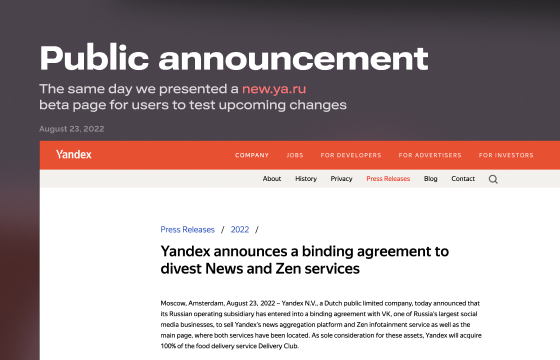 Public announcement
The same day we presented a new.ya.ru
beta page for users to test upcoming changes
August 23, 2022
Yandex COMPANY JOBS FOR DEVELOPERS FOR ADVERTISERS FOR INVESTORS
About History Privacy Press Releases Blog Contact
Press Releases / 2022 /
Yandex announces a binding agreement to
divest News and Zen services
Moscow, Amsterdam, August 23, 2022 – Yandex N.V., a Dutch public limited company, today announced that
its Russian operating subsidiary has entered into a binding agreement with VK, one of Russia's largest social
media businesses, to sell Yandex's news aggregation platform and Zen infotainment service as well as the
main page, where both services have been located. As sole consideration for these assets, Yandex will acquire
100% of the food delivery service Delivery Club.